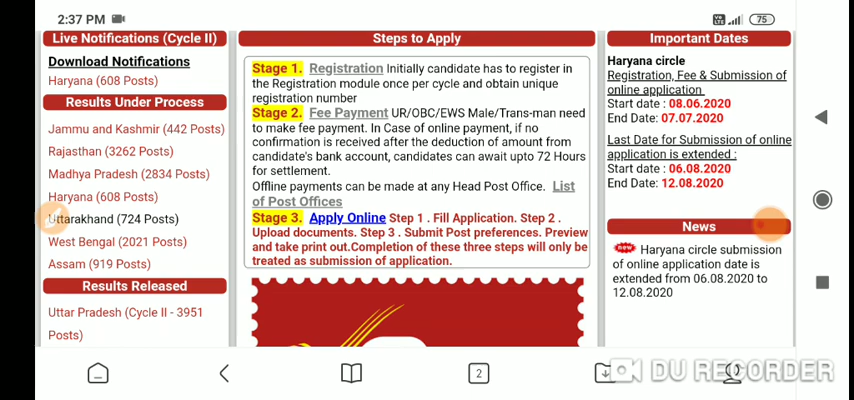 2:37 PM
75
Live Notifications (Cycle II)
Download Notifications
Haryana (608 Posts)
Results Under Process
Jammu and Kashmir (442 Posts)
Rajasthan (3262 Posts)
Madhya Pradesh (2834 Posts)
Haryana (608 Posts)
Uttarakhand (724 Posts)
West Bengal (2021 Posts)
Assam (919 Posts)
Results Released
Uttar Pradesh (Cycle II - 3951
Posts)
Steps to Apply
Stage 1. Registration Initially candidate has to register in
the Registration module once per cycle and obtain unique
registration number
Stage 2. Fee Payment UR/OBC/EWS Male/Trans-man need
to make fee payment. In Case of online payment, if no
confirmation is received after the deduction of amount from
candidate's bank account, candidates can await upto 72 Hours
for settlement.
Offline payments can be made at any Head Post Office. List
of Post Offices
Stage 3. Apply Online Step 1 . Fill Application. Step 2 .
Upload documents. Step 3 . Submit Post preferences. Preview
and take print out.Completion of these three steps will only be
treated as submission of application.
Important Dates
Haryana circle
Registration, Fee & Submission of
online application
Start date : 08.06.2020
End Date: 07.07.2020
Last Date for Submission of online
application is extended :
Start date : 06.08.2020
End Date: 12.08.2020
News
new Haryana circle submission
of online application date is
extended from 06.08.2020 to
12.08.2020
2
DU RECORDER